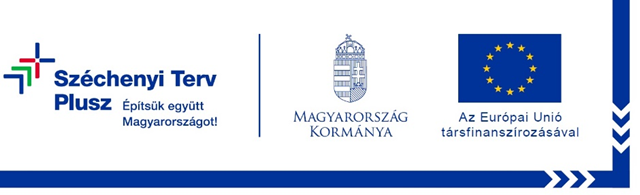 Széchenyi Terv
Plusz Építsük együtt
Magyarországot!
MAGYARORSZÁG
KORMÁNYA
Az Európai Unió
társfinanszírozásával